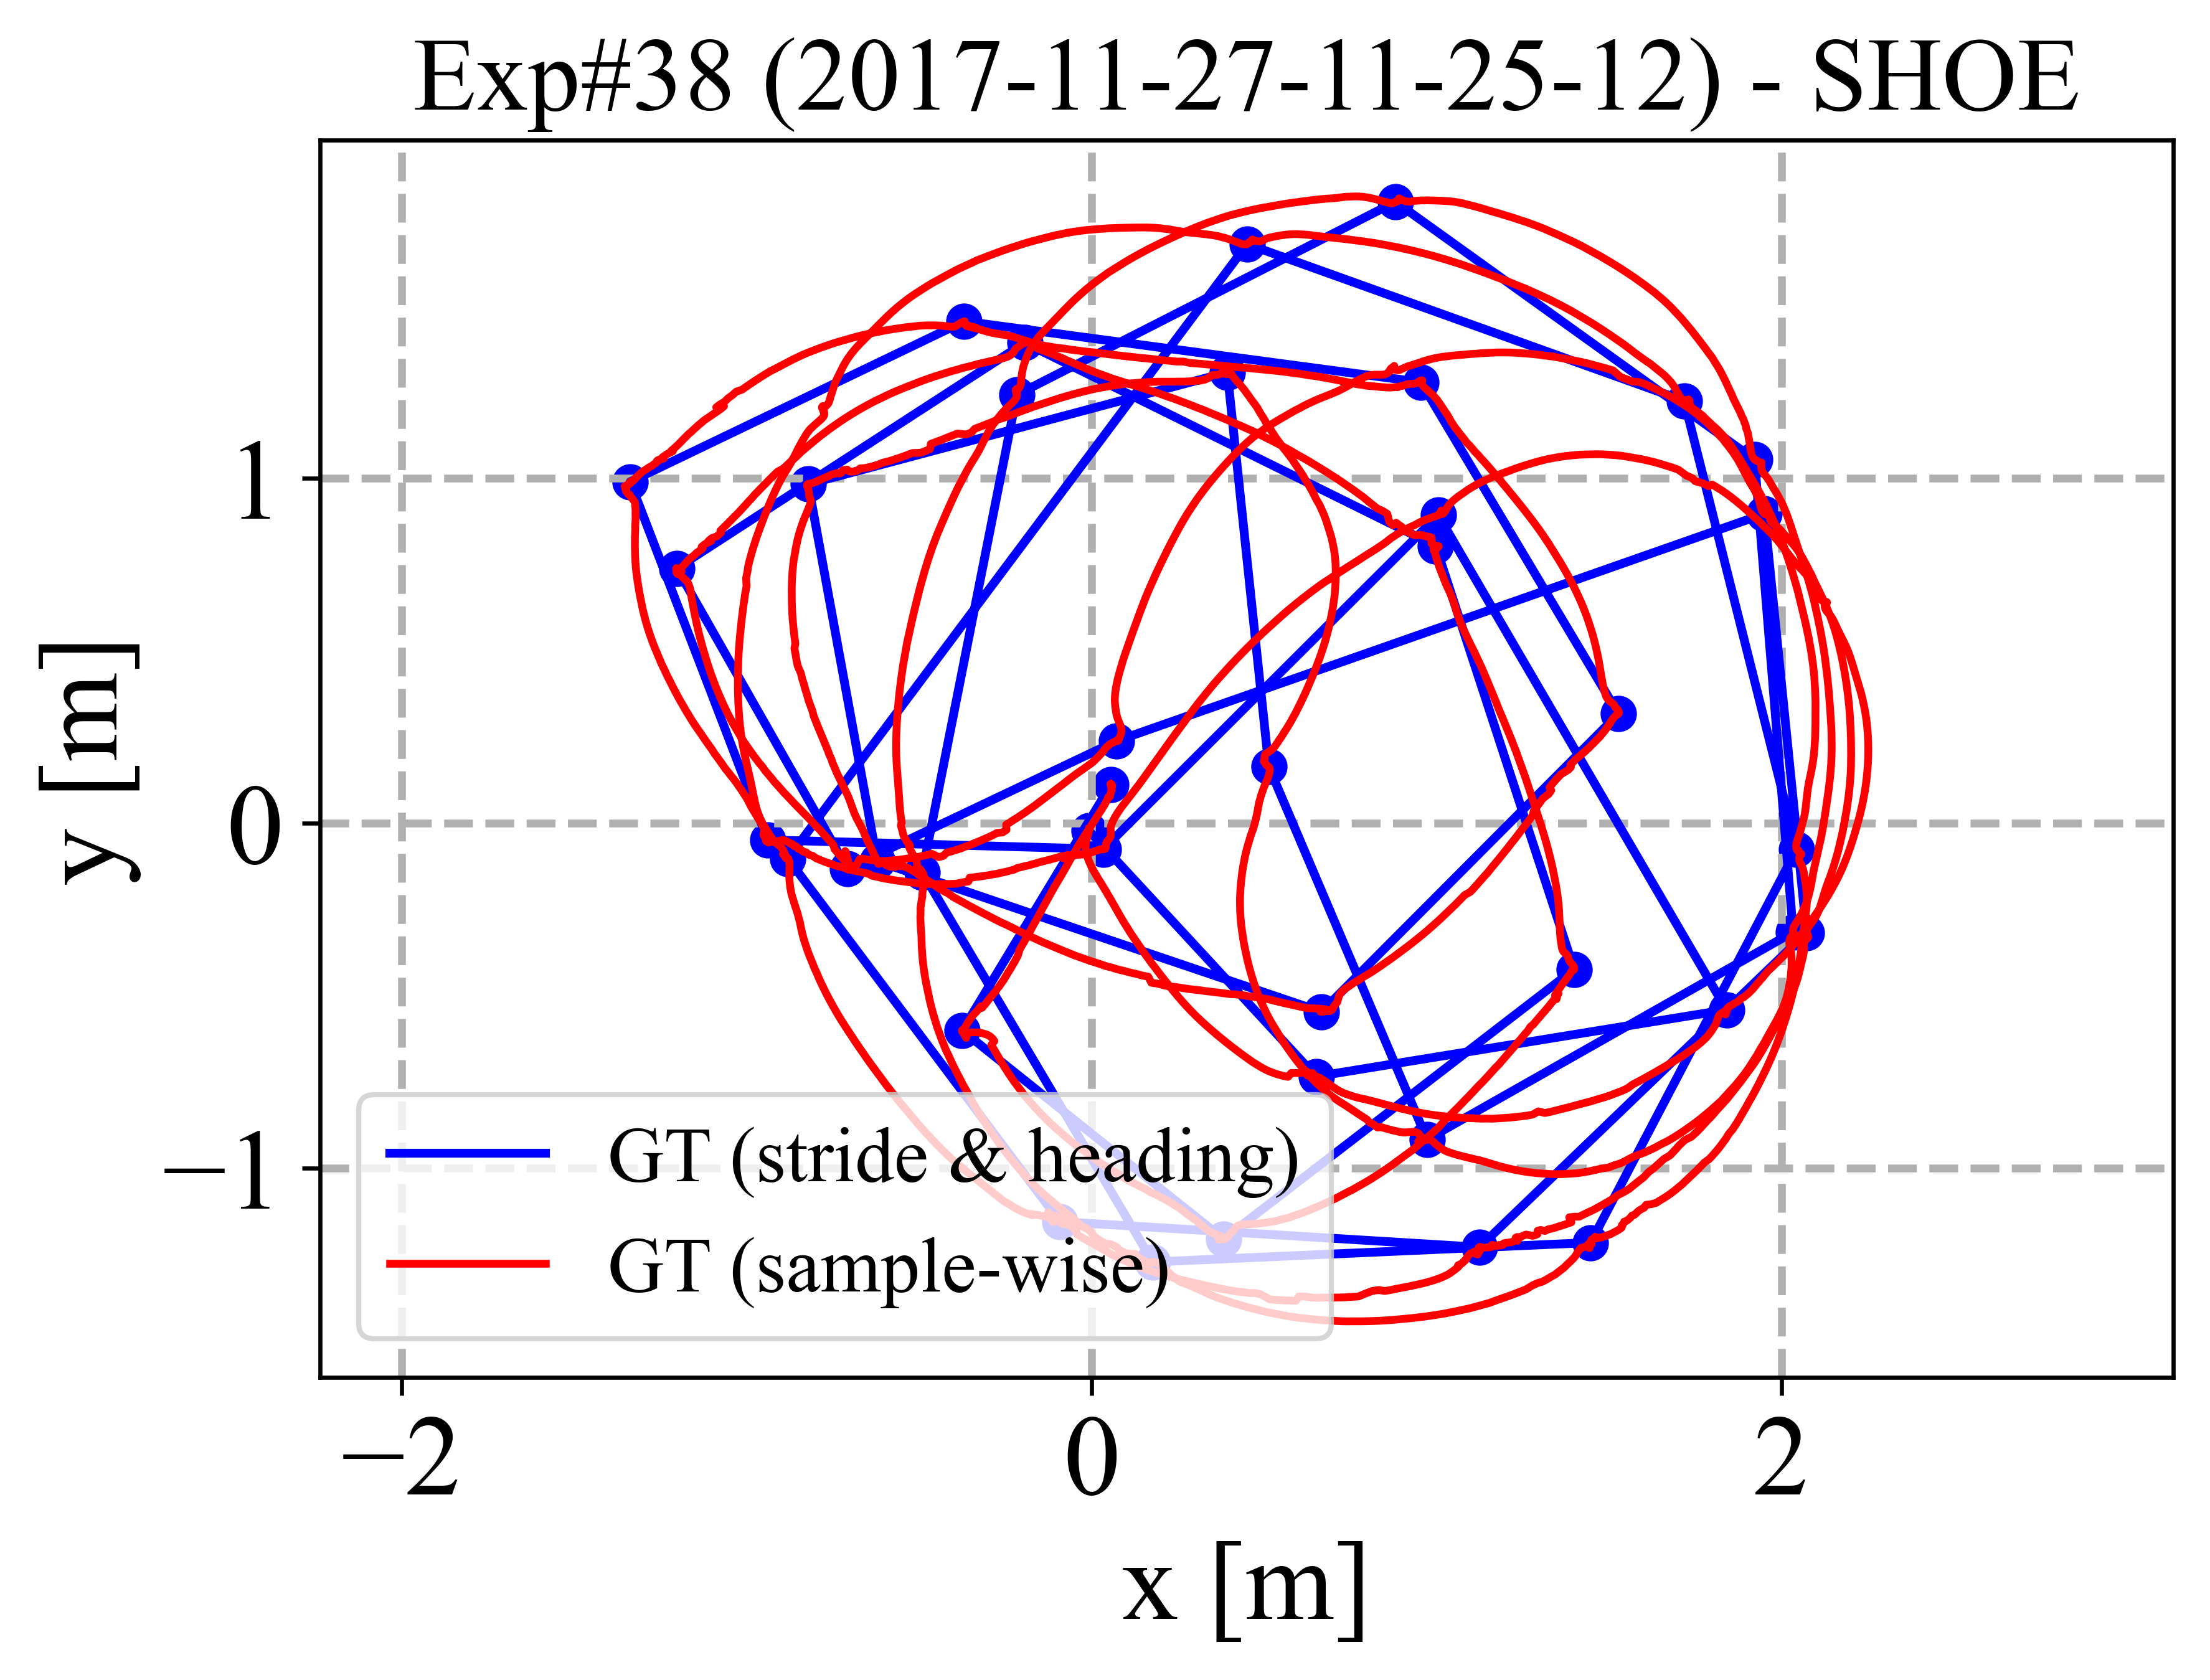 Exp#38 (2017-11-27-11-25-12) - SHOE
y [m]
1
0
−1
GT (stride & heading)
GT (sample-wise)
−2
0
2
x [m]